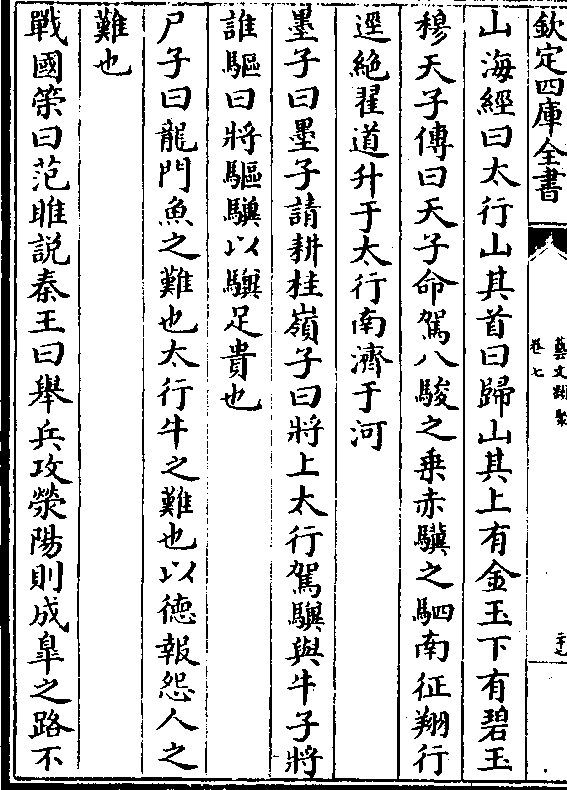 欽定四庫全書
藝文類聚
卷七
山海經曰太行山其首曰歸山其上有金玉下有碧玉
穆天子傳曰天子命駕八駿之乗赤驥之駟南征翔行
逕絶翟道升于太行南濟于河
墨子曰墨子請耕桂嶺子曰將上太行駕驥與牛子將
誰驅曰將驅驥以驥足貴也
尸子曰龍門魚之難也太行牛之難也以德報怨人之
難也
戰國策曰范雎説秦王曰舉兵攻滎陽則成臯之路不